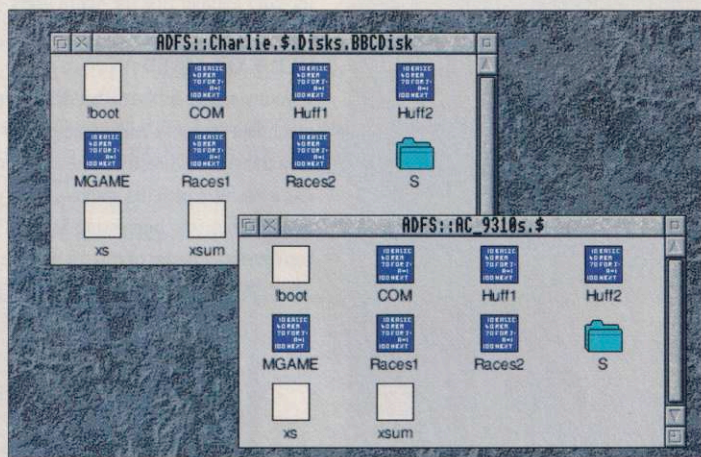 ADFS::Charlie.$.Disks.BBCDisk
!boot COM Huff1 Huff2
MGAME Races1 Races2 S
xs xsum
ADFS::AC_9310s.$
!boot COM Huff1 Huff2
MGAME Races1 Races2 S
xs xsum